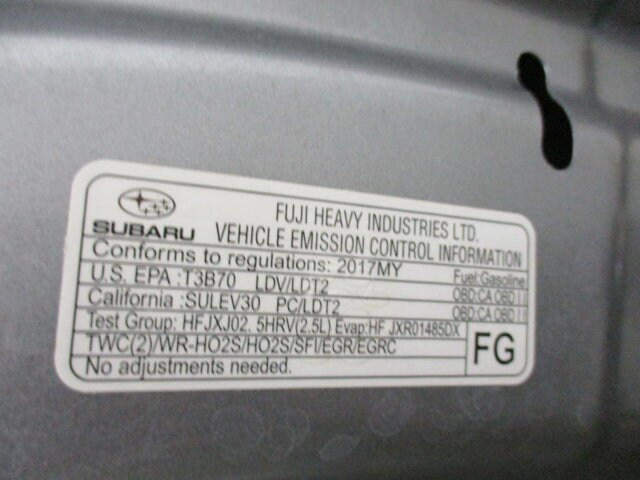 FUJI HEAVY INDUSTRIES LTD.
SUBARU VEHICLE EMISSION CONTROL INFORMATION
Conforms to regulations: 2017MY Fuel:Gasoline
U.S. EPA :T3B70 LDV/LDT2 OBD:CA OBD II
California :SULEV30 PC/LDT2 OBD:CA OBD II
Test Group: HFJXJ02. 5HRV(2.5L) Evap:HF JXR01485DX
TWC(2)/WR-HO2S/HO2S/SFI/EGR/EGRC
FG
No adjustments needed.